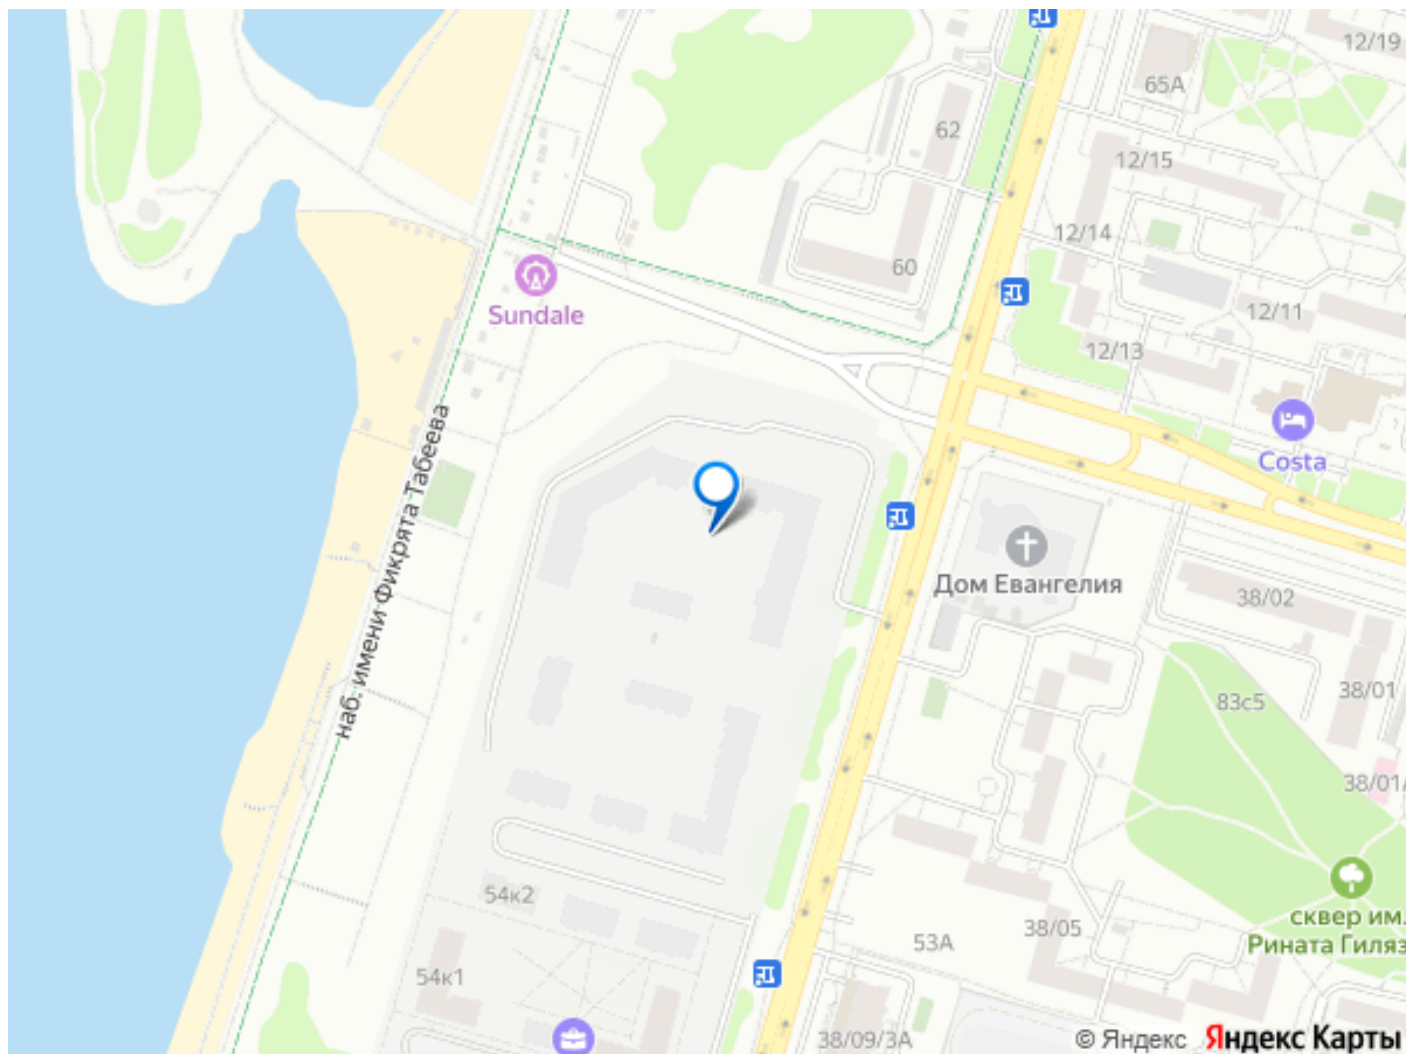 12/19
65А
62
12/15
12/14
60
Sundale
12/11
12/13
наб. имени Фикрята Табеева
Costa
Дом Евангелия
38/02
38/01
83с5
38/01/
54к2
сквер им.
Рината Гиляз
38/05
53А
54к1
38/09/3А
© Яндекс Яндекс Карты